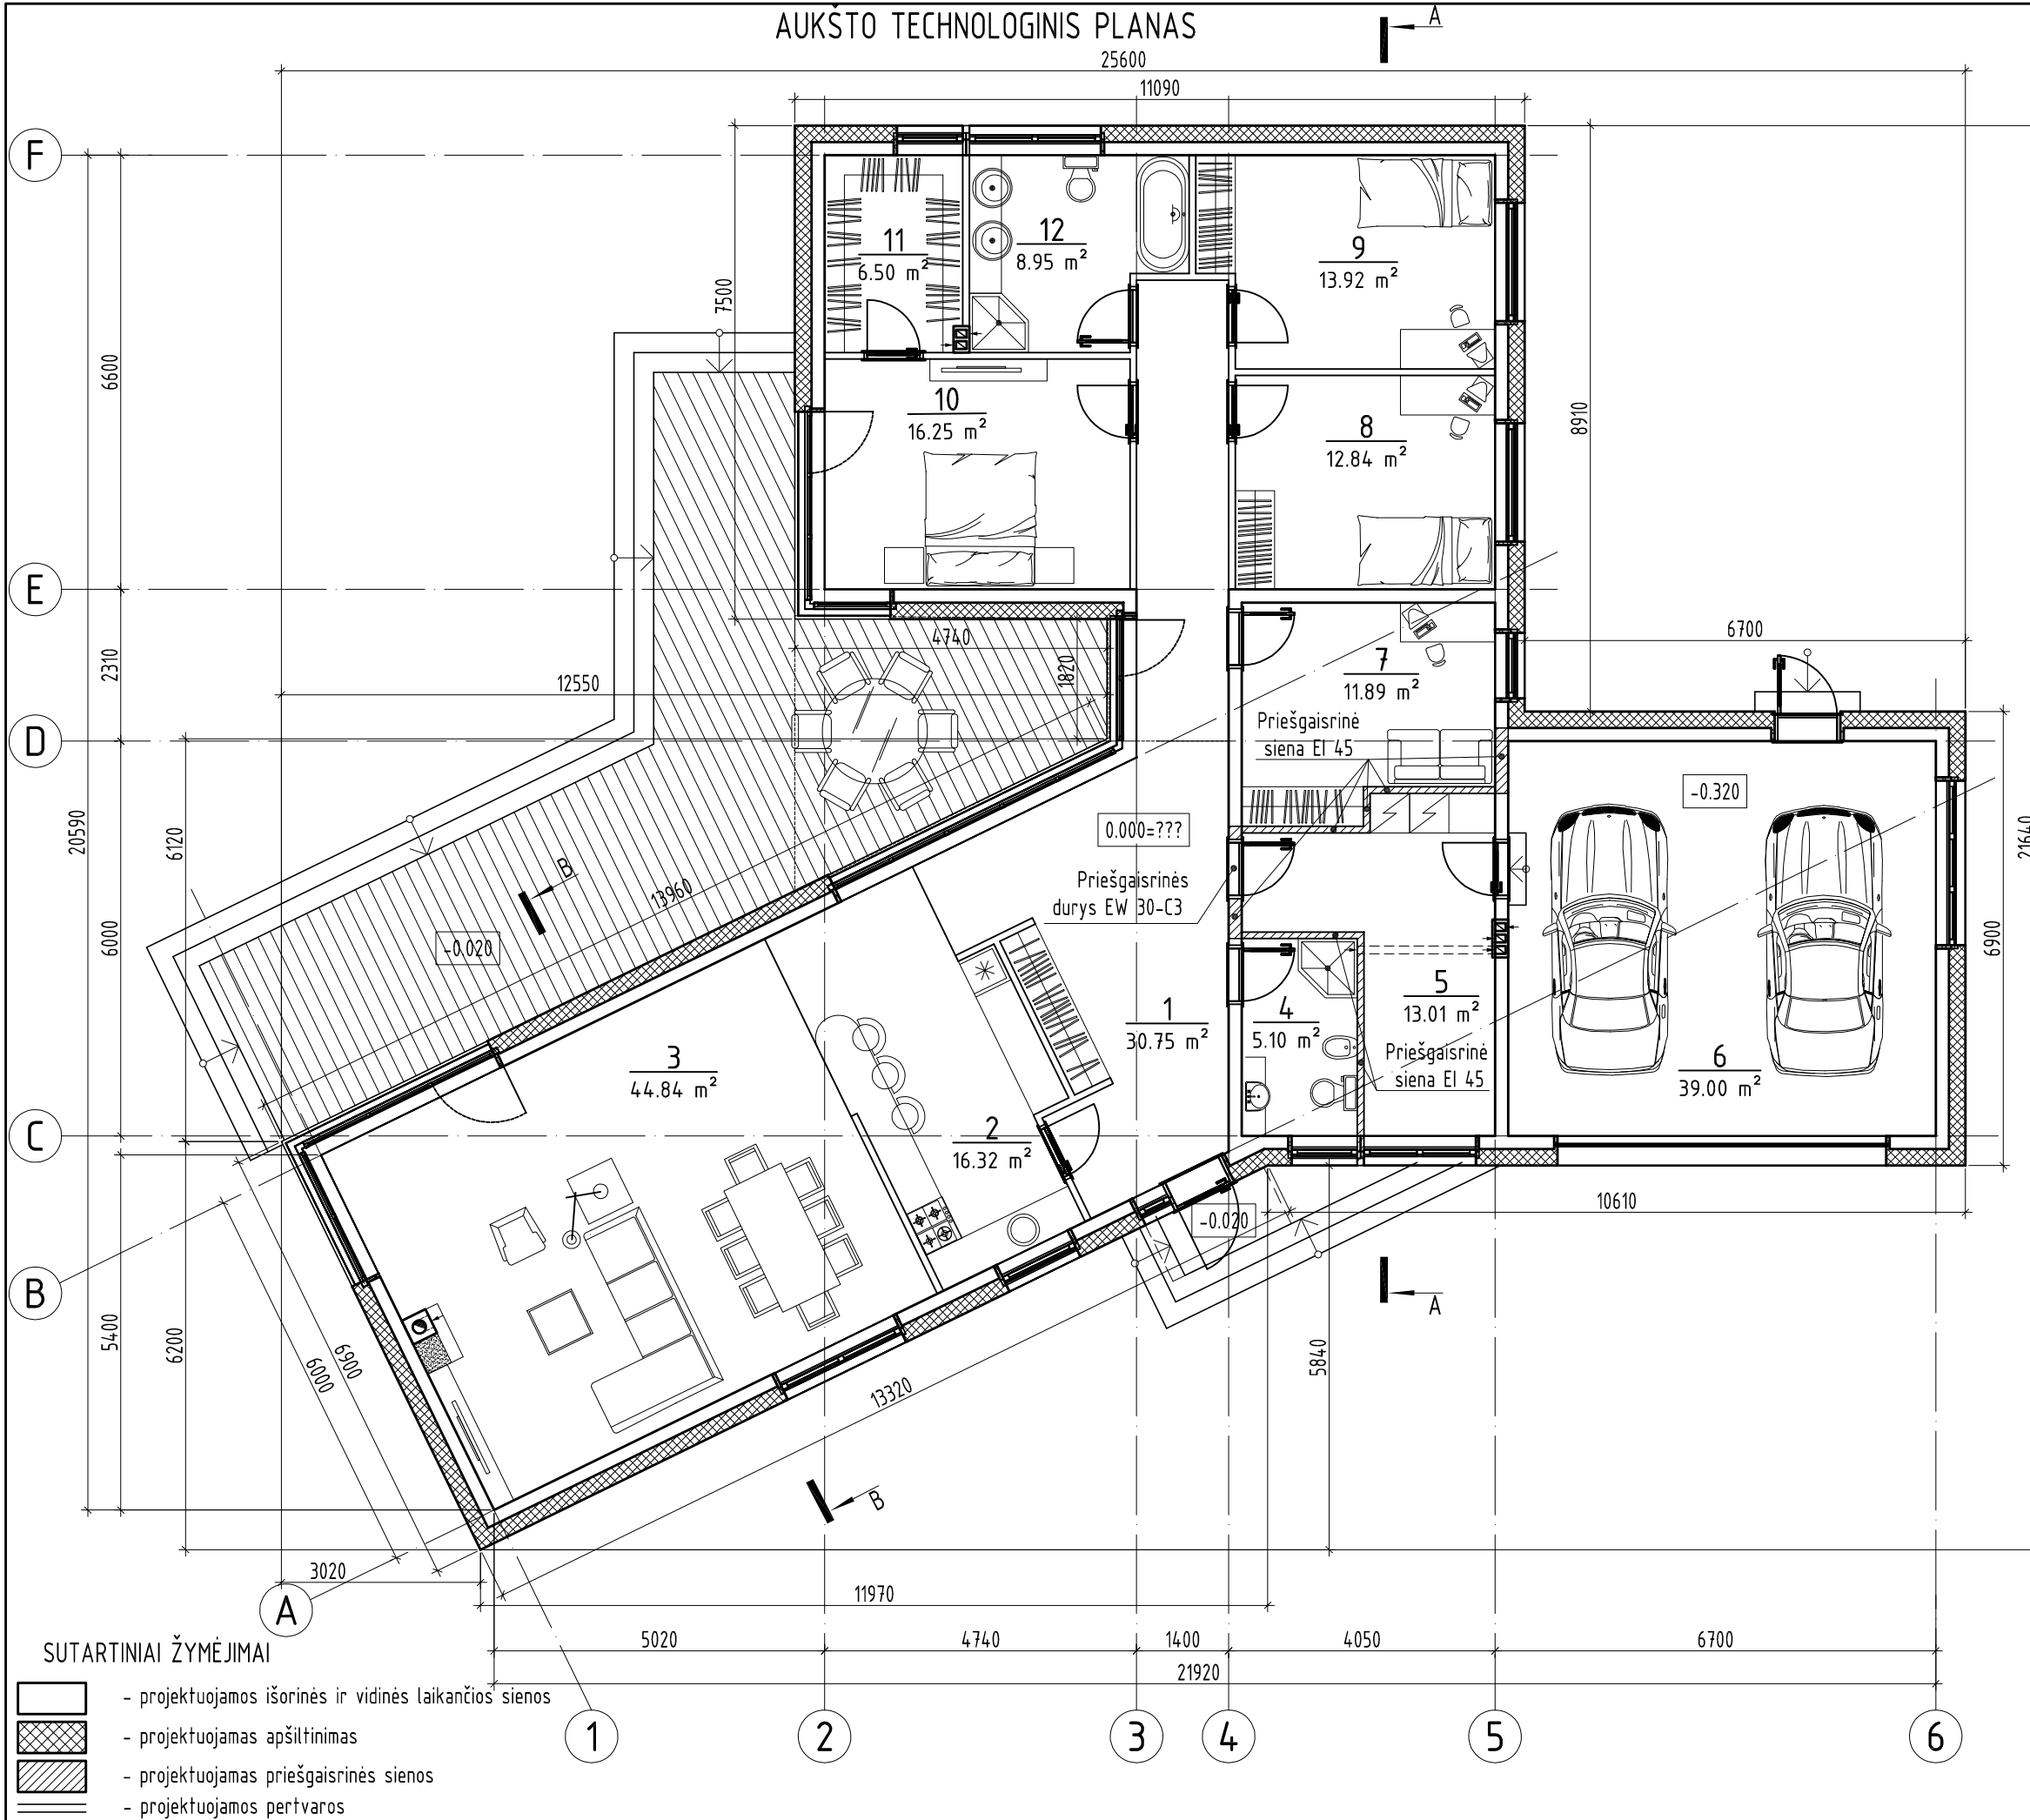 AUKŠTO TECHNOLOGINIS PLANAS
A
25600
11090
F
11
6.50 m²
12
8.95 m²
9
13.92 m²
7500
6600
8910
10
16.25 m²
8
12.84 m²
E
4740
1820
6700
2310
12550
7
11.89 m²
Priešgaisrinė
siena EI 45
D
-0.320
20590
6120
6000
0.000=???
21640
B
13960
Priešgaisrinės
durys EW 30-C3
-0.020
6900
5
13.01 m²
1
30.75 m²
4
5.10 m²
3
44.84 m²
Priešgaisrinė
siena EI 45
6
39.00 m²
C
2
16.32 m²
10610
-0.020
B
A
5400
6200
6000
6900
5840
13320
B
3020
A
11970
5020
4740
1400
4050
6700
21920
SUTARTINIAI ŽYMĖJIMAI
- projektuojamos išorinės ir vidinės laikančios sienos
- projektuojamas apšiltinimas
- projektuojamas priešgaisrinės sienos
- projektuojamos pertvaros
1
2
3
4
5
6